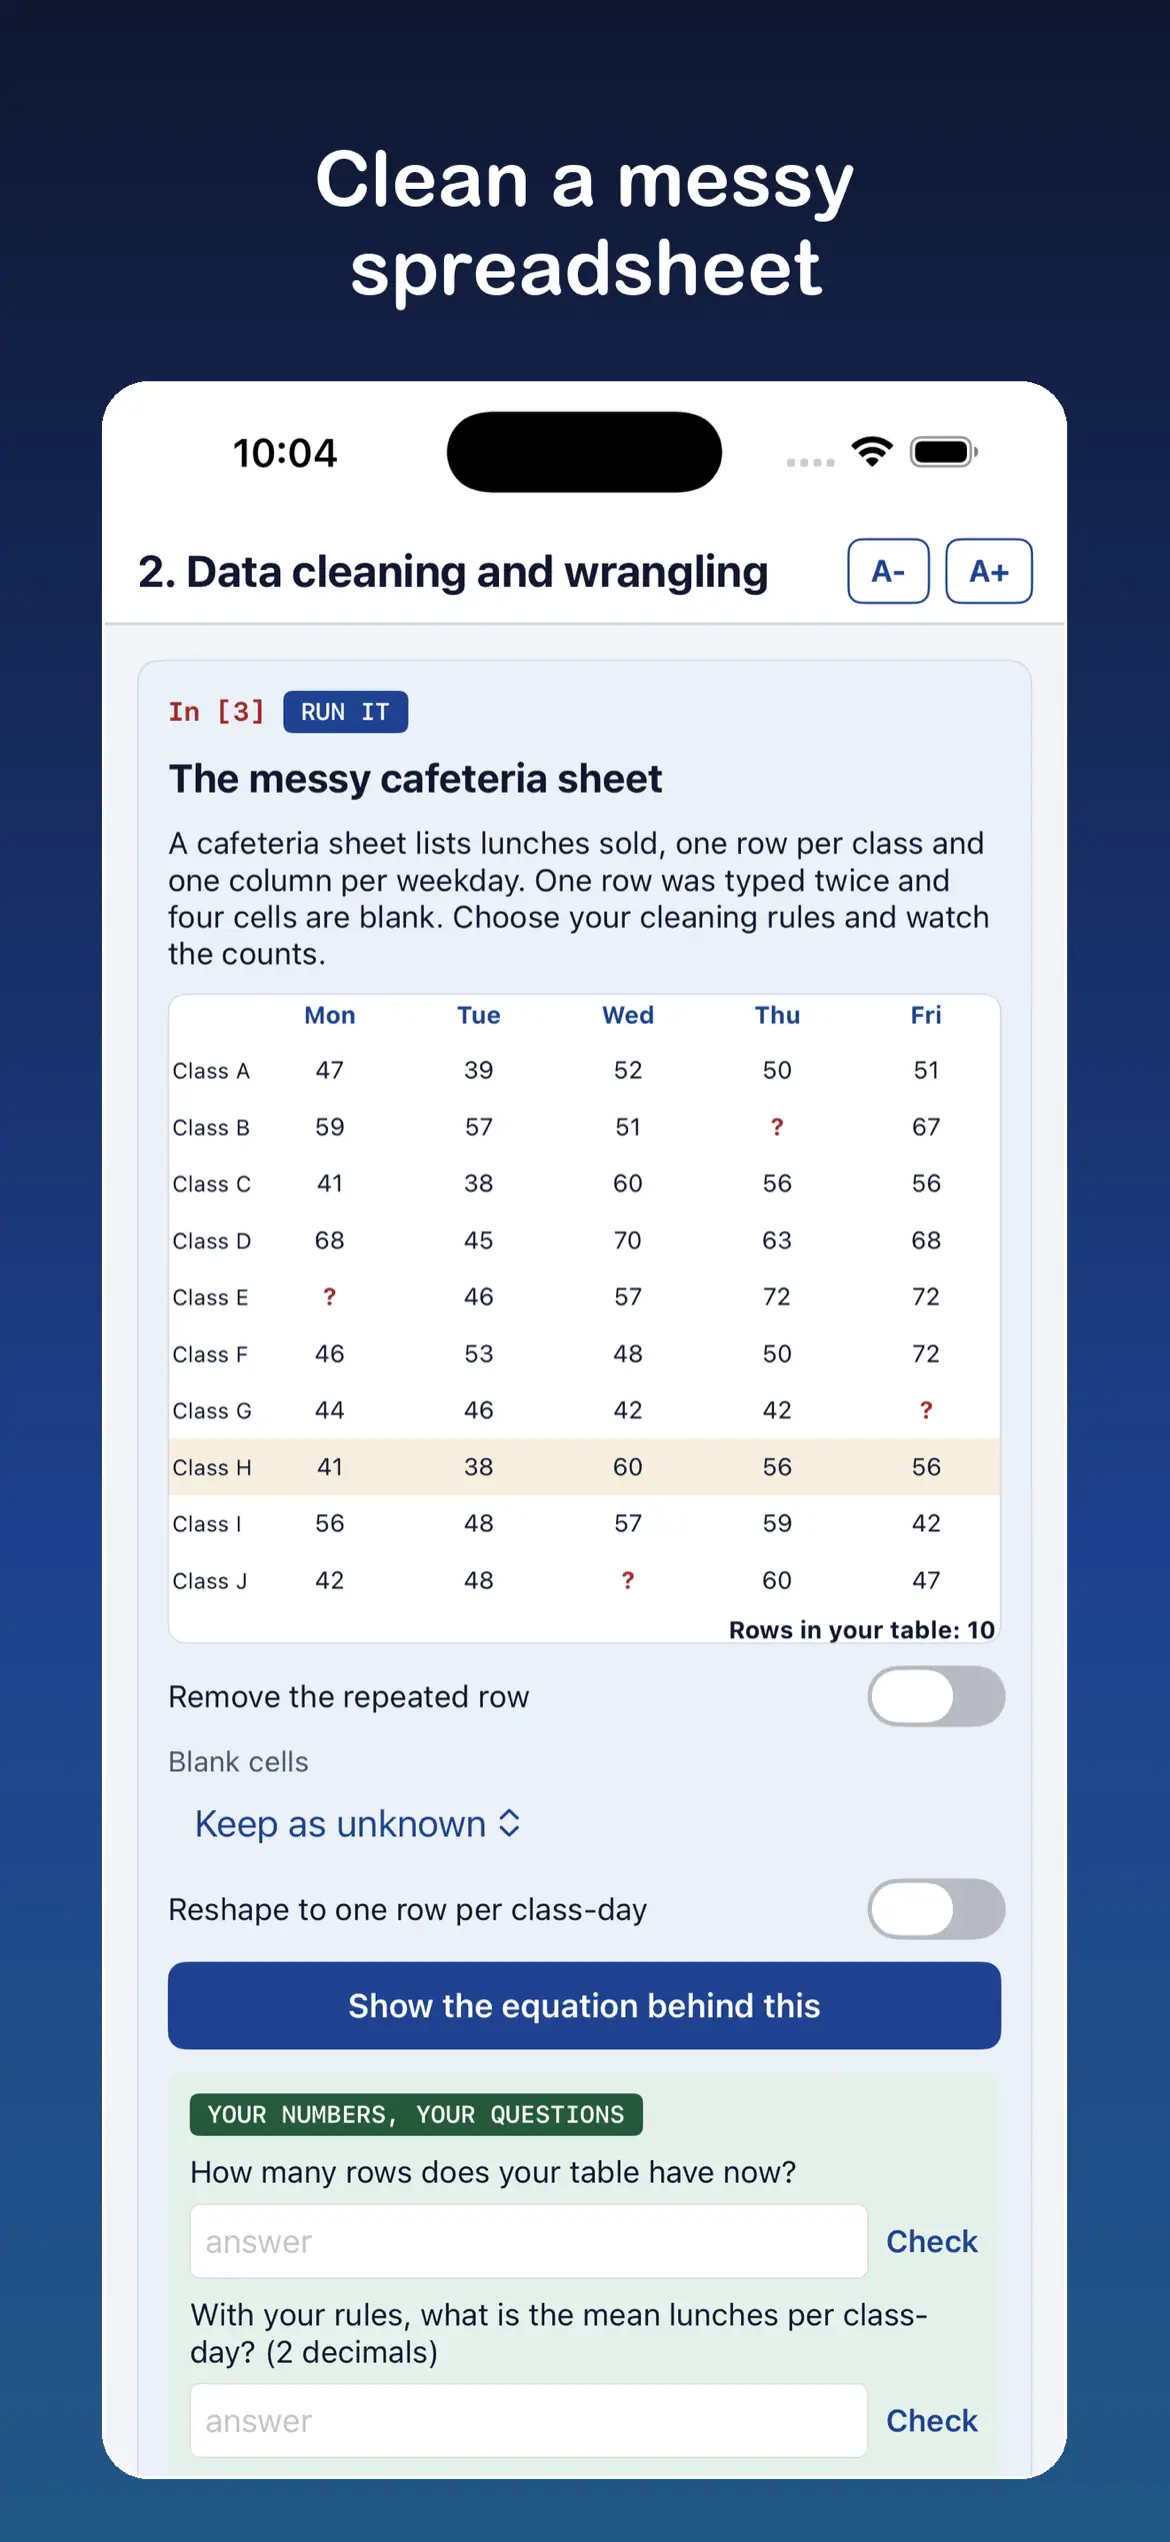 Clean a messy
spreadsheet
10:04
2. Data cleaning and wrangling
A-
A+
In [3]
RUN IT
The messy cafeteria sheet
A cafeteria sheet lists lunches sold, one row per class and
one column per weekday. One row was typed twice and
four cells are blank. Choose your cleaning rules and watch
the counts.
Mon Tue Wed Thu Fri
Class A 47 39 52 50 51
Class B 59 57 51 ? 67
Class C 41 38 60 56 56
Class D 68 45 70 63 68
Class E ? 46 57 72 72
Class F 46 53 48 50 72
Class G 44 46 42 42 ?
Class H 41 38 60 56 56
Class I 56 48 57 59 42
Class J 42 48 ? 60 47
Rows in your table: 10
Remove the repeated row
Blank cells
Keep as unknown
Reshape to one row per class-day
Show the equation behind this
YOUR NUMBERS, YOUR QUESTIONS
How many rows does your table have now?
answer
Check
With your rules, what is the mean lunches per class-
day? (2 decimals)
answer
Check